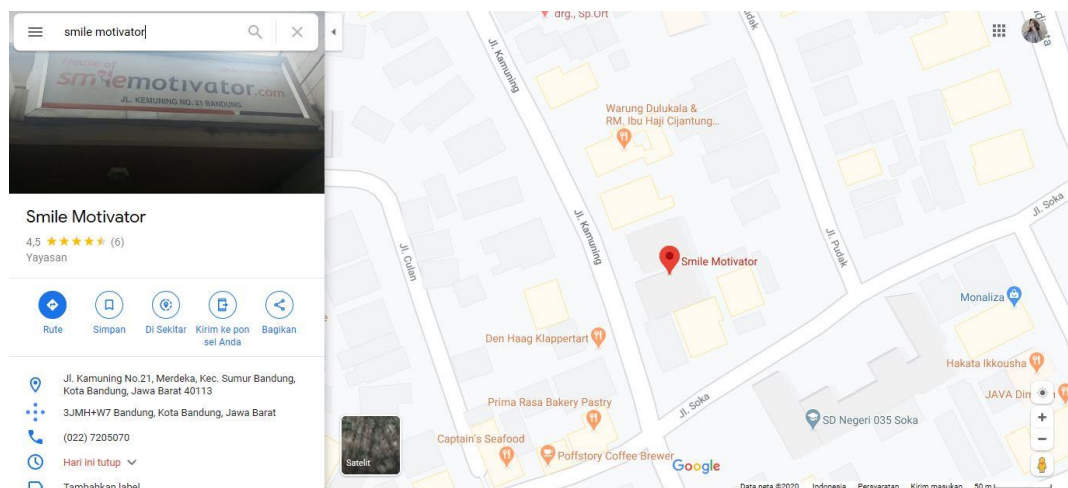 smile motivator
House of
smilemotivator.com
JL. KEMUNING NO. 21 BANDUNG
Smile Motivator
4,5 (6)
Yayasan
Rute
Simpan
Di Sekitar
Kirim ke pon
sel Anda
Bagikan
Jl. Kamuning No.21, Merdeka, Kec. Sumur Bandung,
Kota Bandung, Jawa Barat 40113
3JMH+W7 Bandung, Kota Bandung, Jawa Barat
(022) 7205070
Hari ini tutup
Tambahkan label
drg., Sp.Ort
Jl. Kamuning
Warung Dulukala &
RM. Ibu Haji Cijantung...
Jl. Soka
Jl. Kamuning
Jl. Pudak
Jl. Culan
Smile Motivator
Monaliza
Den Haag Klappertart
Hakata Ikkousha
JAVA
Prima Rasa Bakery Pastry
Jl. Soka
SD Negeri 035 Soka
Captain's Seafood
Poffstory Coffee Brewer
Satelit
Google
Data peta ©2020 Indonesia Persyaratan Kirim masukan 50 m